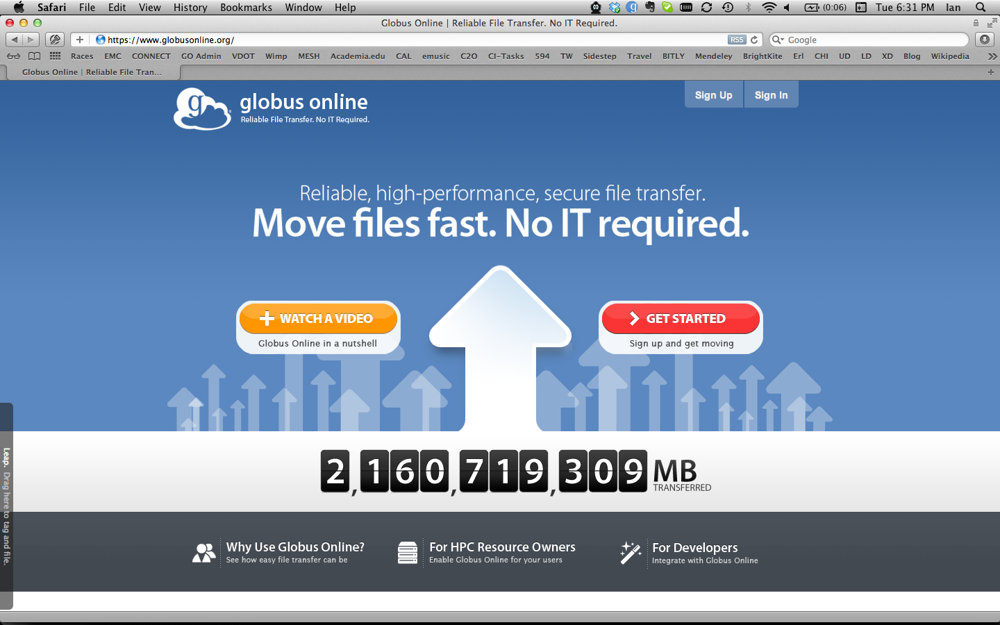 Safari File Edit View History Bookmarks Window Help (0:06) Tue 6:31 PM Ian
Globus Online | Reliable File Transfer. No IT Required.
https://www.globusonline.org/ RSS Google
Races EMC CONNECT GO Admin VDOT Wimp MESH Academia.edu CAL emusic C2O CI-Tasks 594 TW Sidestep Travel BITLY Mendeley BrightKite Erl CHI UD LD XD Blog Wikipedia
Globus Online | Reliable File Tran...
g globus online
Reliable File Transfer. No IT Required.
Sign Up Sign In
Reliable, high-performance, secure file transfer.
Move files fast. No IT required.
WATCH A VIDEO
Globus Online in a nutshell
GET STARTED
Sign up and get moving
2,160,719,309 MB
TRANSFERRED
Leap. Drag here to tag and file.
Why Use Globus Online?
See how easy file transfer can be
For HPC Resource Owners
Enable Globus Online for your users
For Developers
Integrate with Globus Online